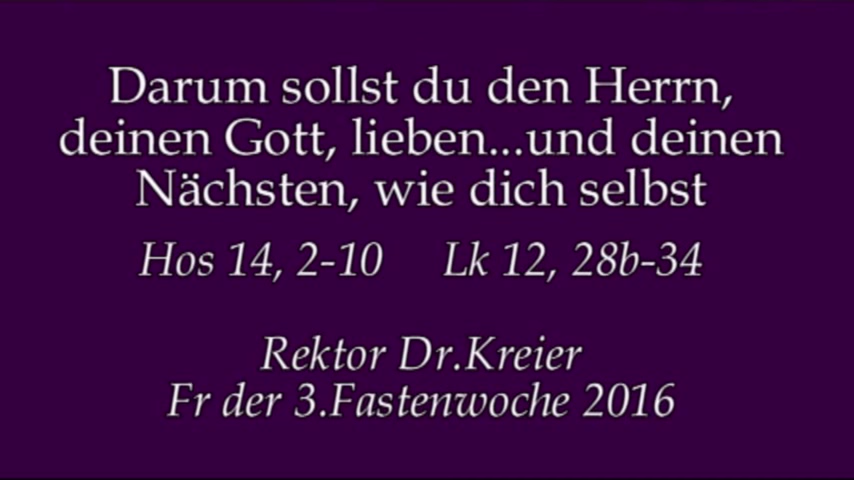 Darum sollst du den Herrn,
deinen Gott, lieben...und deinen
Nächsten, wie dich selbst
Hos 14, 2-10 Lk 12, 28b-34
Rektor Dr.Kreier
Fr der 3.Fastenwoche 2016